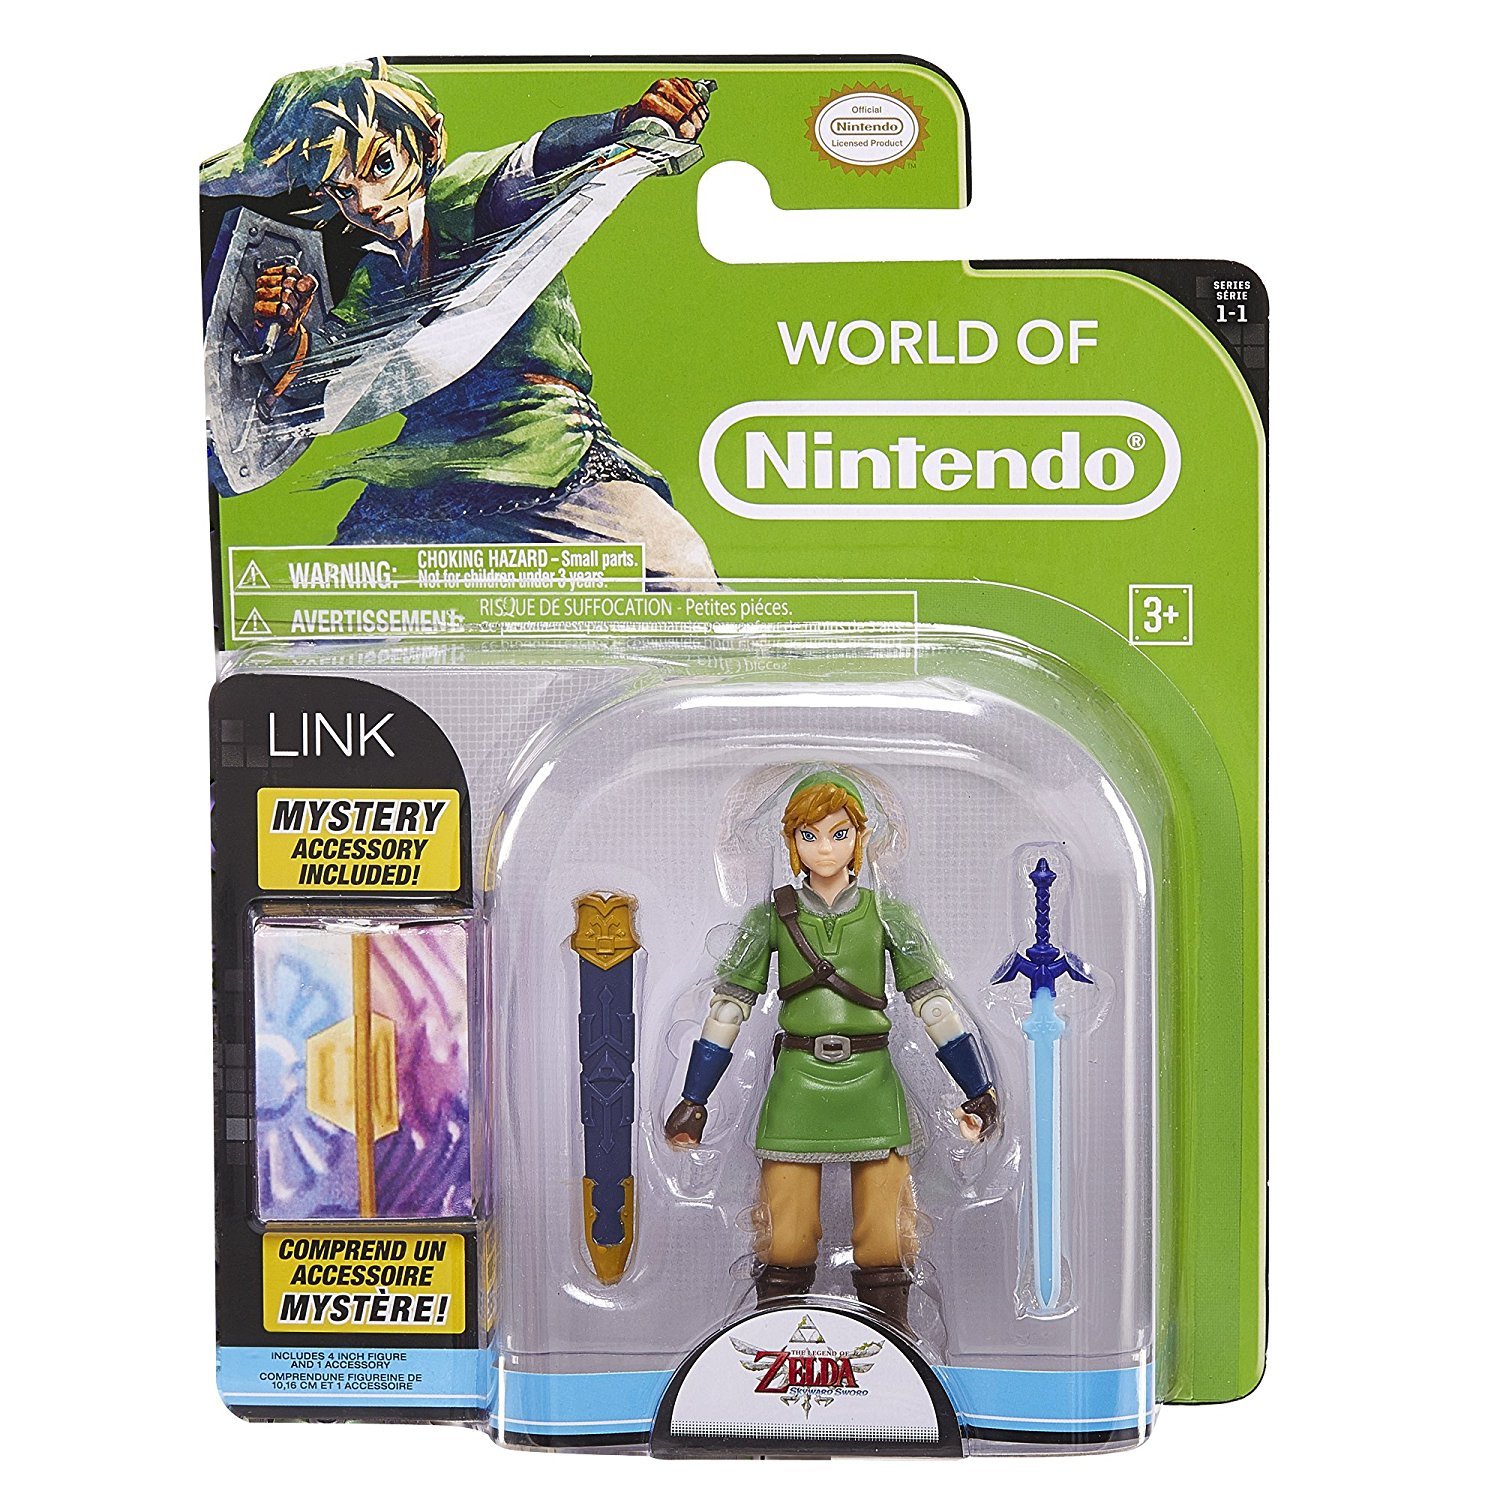 Official
Nintendo
Licensed Product
TM
SERIES
SÉRIE
1-1
WORLD OF
Nintendo®
WARNING: CHOKING HAZARD – Small parts.
Not for children under 3 years.
AVERTISSEMENT: RISQUE DE SUFFOCATION - Petites piéces.
3+
LINK
MYSTERY
ACCESSORY
INCLUDED!
COMPREND UN
ACCESSOIRE
MYSTÈRE!
INCLUDES 4 INCH FIGURE
AND 1 ACCESSORY
COMPRENDUNE FIGUREINE DE
10,16 CM ET 1 ACCESSOIRE
THE LEGEND OF
ZELDA
SKYWARD SWORD